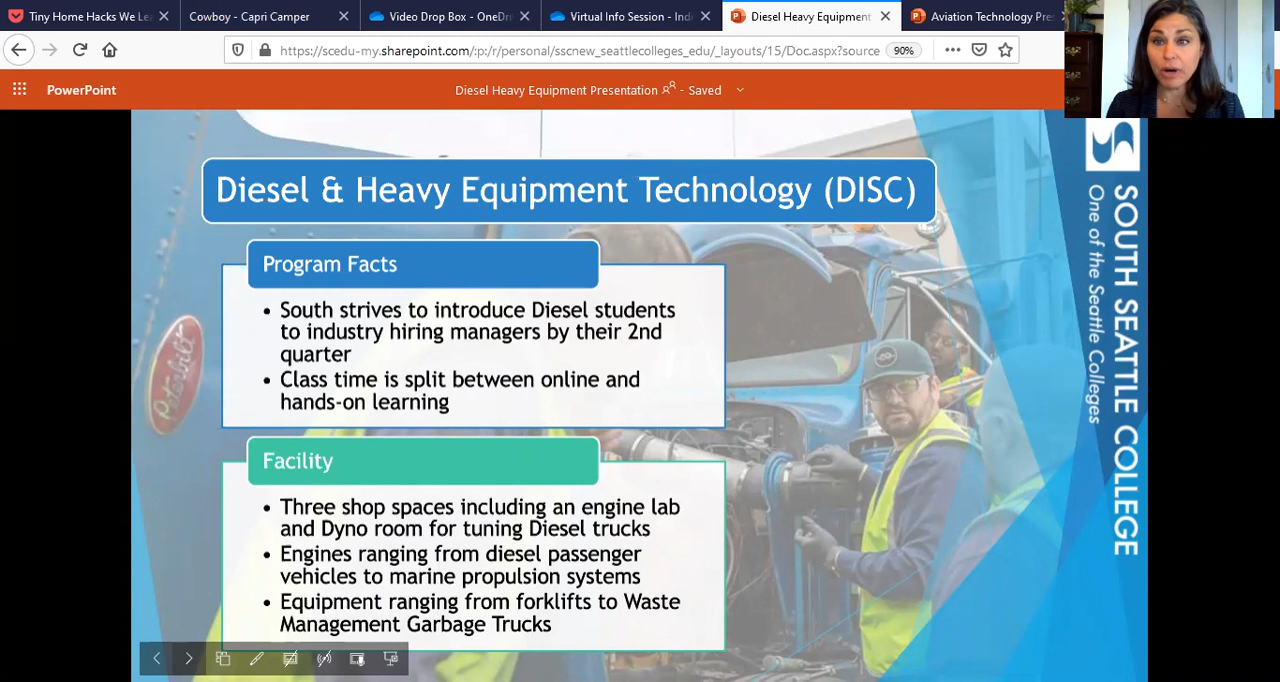 Tiny Home Hacks We Le
Cowboy - Capri Camper
Video Drop Box - OneDri
Virtual Info Session - Ind
Diesel Heavy Equipment
Aviation Technology Pres
https://scedu-my.sharepoint.com/:p:/r/personal/sscnew_seattlecolleges_edu/_layouts/15/Doc.aspx?source
90%
PowerPoint
Diesel Heavy Equipment Presentation - Saved
Diesel & Heavy Equipment Technology (DISC)
Program Facts
• South strives to introduce Diesel students
to industry hiring managers by their 2nd
quarter
• Class time is split between online and
hands-on learning
Facility
• Three shop spaces including an engine lab
and Dyno room for tuning Diesel trucks
• Engines ranging from diesel passenger
vehicles to marine propulsion systems
• Equipment ranging from forklifts to Waste
Management Garbage Trucks
Peterbilt
SOUTH SEATTLE COLLEGE
One of the Seattle Colleges